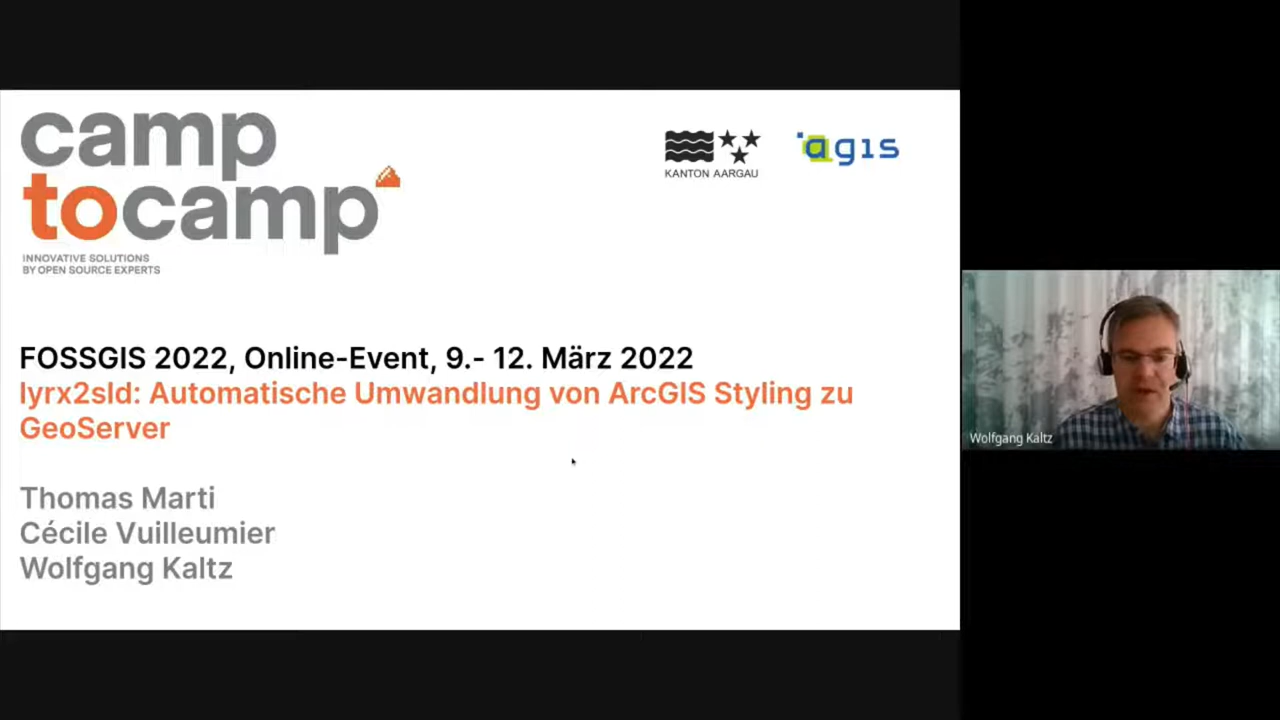 camp
tocamp
INNOVATIVE SOLUTIONS
BY OPEN SOURCE EXPERTS
KANTON AARGAU
agis
FOSSGIS 2022, Online-Event, 9.- 12. März 2022
lyrx2sld: Automatische Umwandlung von ArcGIS Styling zu
GeoServer
Thomas Marti
Cécile Vuilleumier
Wolfgang Kaltz
Wolfgang Kaltz